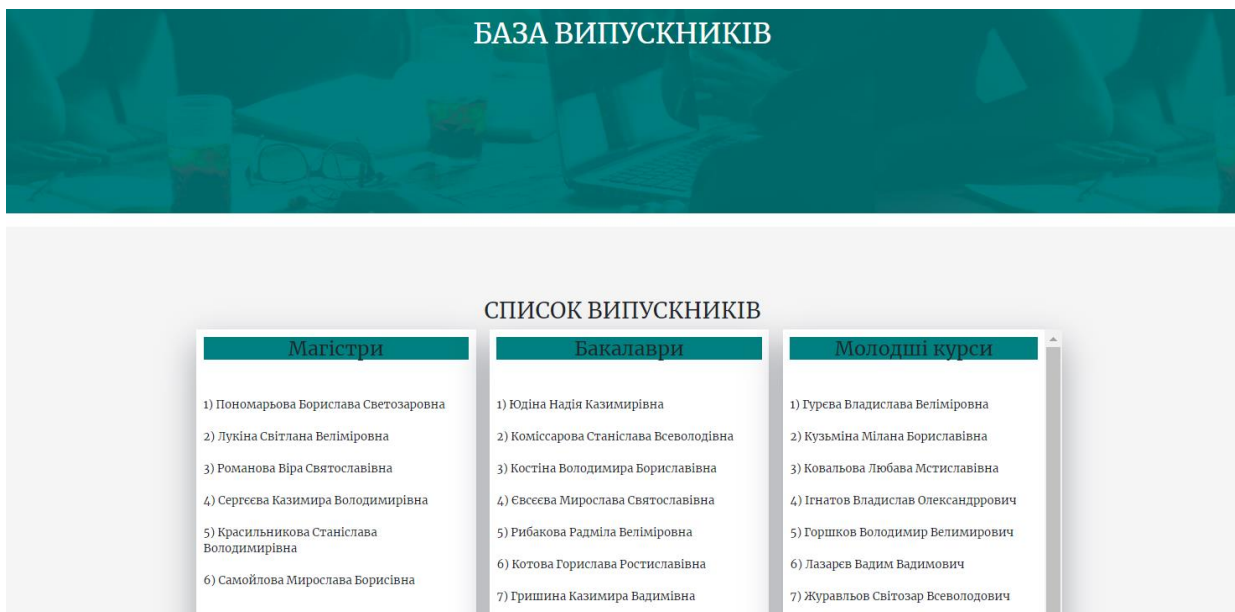 БАЗА ВИПУСКНИКІВ
СПИСОК ВИПУСКНИКІВ
Магістри
1) Пономарьова Борислава Светозаровна
2) Лукіна Світлана Веліміровна
3) Романова Віра Святославівна
4) Сергєєва Казимира Володимирівна
5) Красильникова Станіслава
Володимирівна
6) Самойлова Мирослава Борисівна
Бакалаври
1) Юдіна Надія Казимирівна
2) Коміссарова Станіслава Всеволодівна
3) Костіна Володимира Бориславівна
4) Євсєєва Мирослава Святославівна
5) Рибакова Радміла Веліміровна
6) Котова Горислава Ростиславівна
7) Гришина Казимира Вадимівна
Молодші курси
1) Гурєва Владислава Веліміровна
2) Кузьміна Мілана Бориславівна
3) Ковальова Любава Мстиславівна
4) Ігнатов Владислав Олександррович
5) Горшков Володимир Велимирович
6) Лазарєв Вадим Вадимович
7) Журавльов Світозар Всеволодович